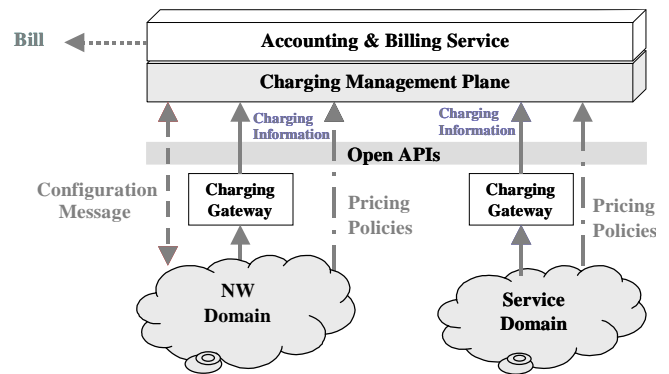 Bill
Accounting & Billing Service
Charging Management Plane
Charging
Information
Charging
Information
Open APIs
Configuration
Message
Charging
Gateway
Pricing
Policies
Charging
Gateway
Pricing
Policies
NW
Domain
Service
Domain